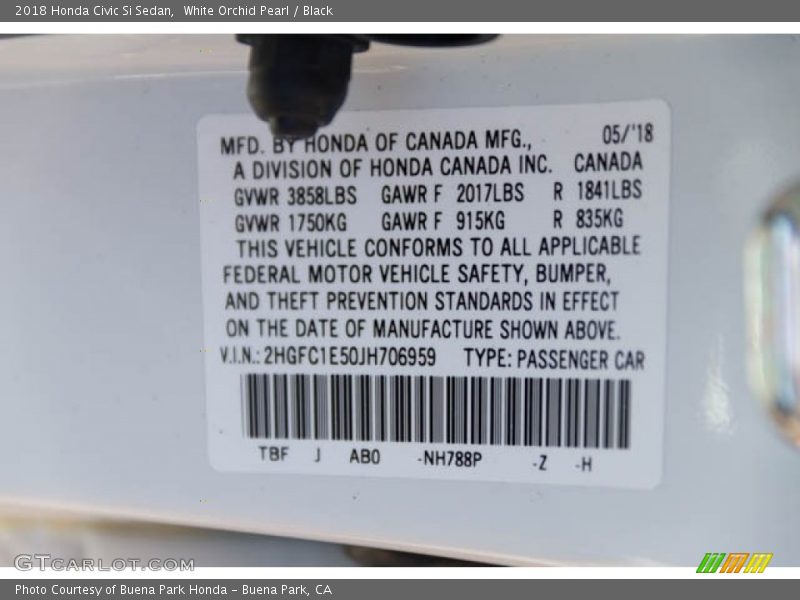 2018 Honda Civic Si Sedan,  White Orchid Pearl / Black
MFD. BY HONDA OF CANADA MFG., 05/'18
A DIVISION OF HONDA CANADA INC. CANADA
GVWR 3858LBS GAWR F 2017LBS R 1841LBS
GVWR 1750KG GAWR F 915KG R 835KG
THIS VEHICLE CONFORMS TO ALL APPLICABLE
FEDERAL MOTOR VEHICLE SAFETY, BUMPER,
AND THEFT PREVENTION STANDARDS IN EFFECT
ON THE DATE OF MANUFACTURE SHOWN ABOVE.
V.I.N.: 2HGFC1E50JH706959 TYPE: PASSENGER CAR
TBF J AB0 -NH788P -Z -H
GTCARLOT.COM
Photo Courtesy of Buena Park Honda - Buena Park, CA